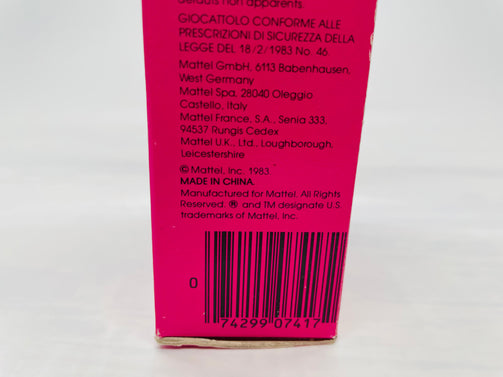 defauts non apparents.
GIOCATTOLO CONFORME ALLE
PRESCRIZIONI DI SICUREZZA DELLA
LEGGE DEL 18/2/1983 No. 46
Mattel GmbH, 6113 Babenhausen,
West Germany
Mattel Spa, 28040 Oleggio
Castello, Italy
Mattel France, S.A., Senia 333,
94537 Rungis Cedex
Mattel U.K., Ltd., Loughborough,
Leicestershire
© Mattel, Inc. 1983.
MADE IN CHINA.
Manufactured for Mattel. All Rights
Reserved. ® and TM designate U.S.
trademarks of Mattel, Inc.
0
74299 07417